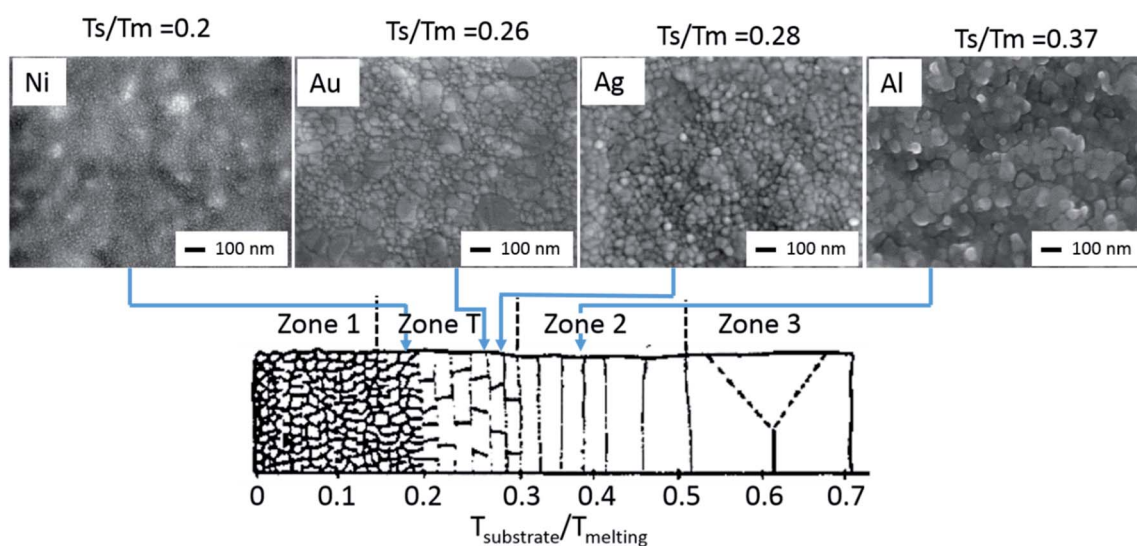 Ts/Tm =0.2
Ts/Tm =0.26
Ts/Tm =0.28
Ts/Tm =0.37
Ni
Au
Ag
Al
100 nm
100 nm
100 nm
100 nm
Zone 1
Zone T
Zone 2
Zone 3
0 0.1 0.2 0.3 0.4 0.5 0.6 0.7
Tsubstrate/Tmelting